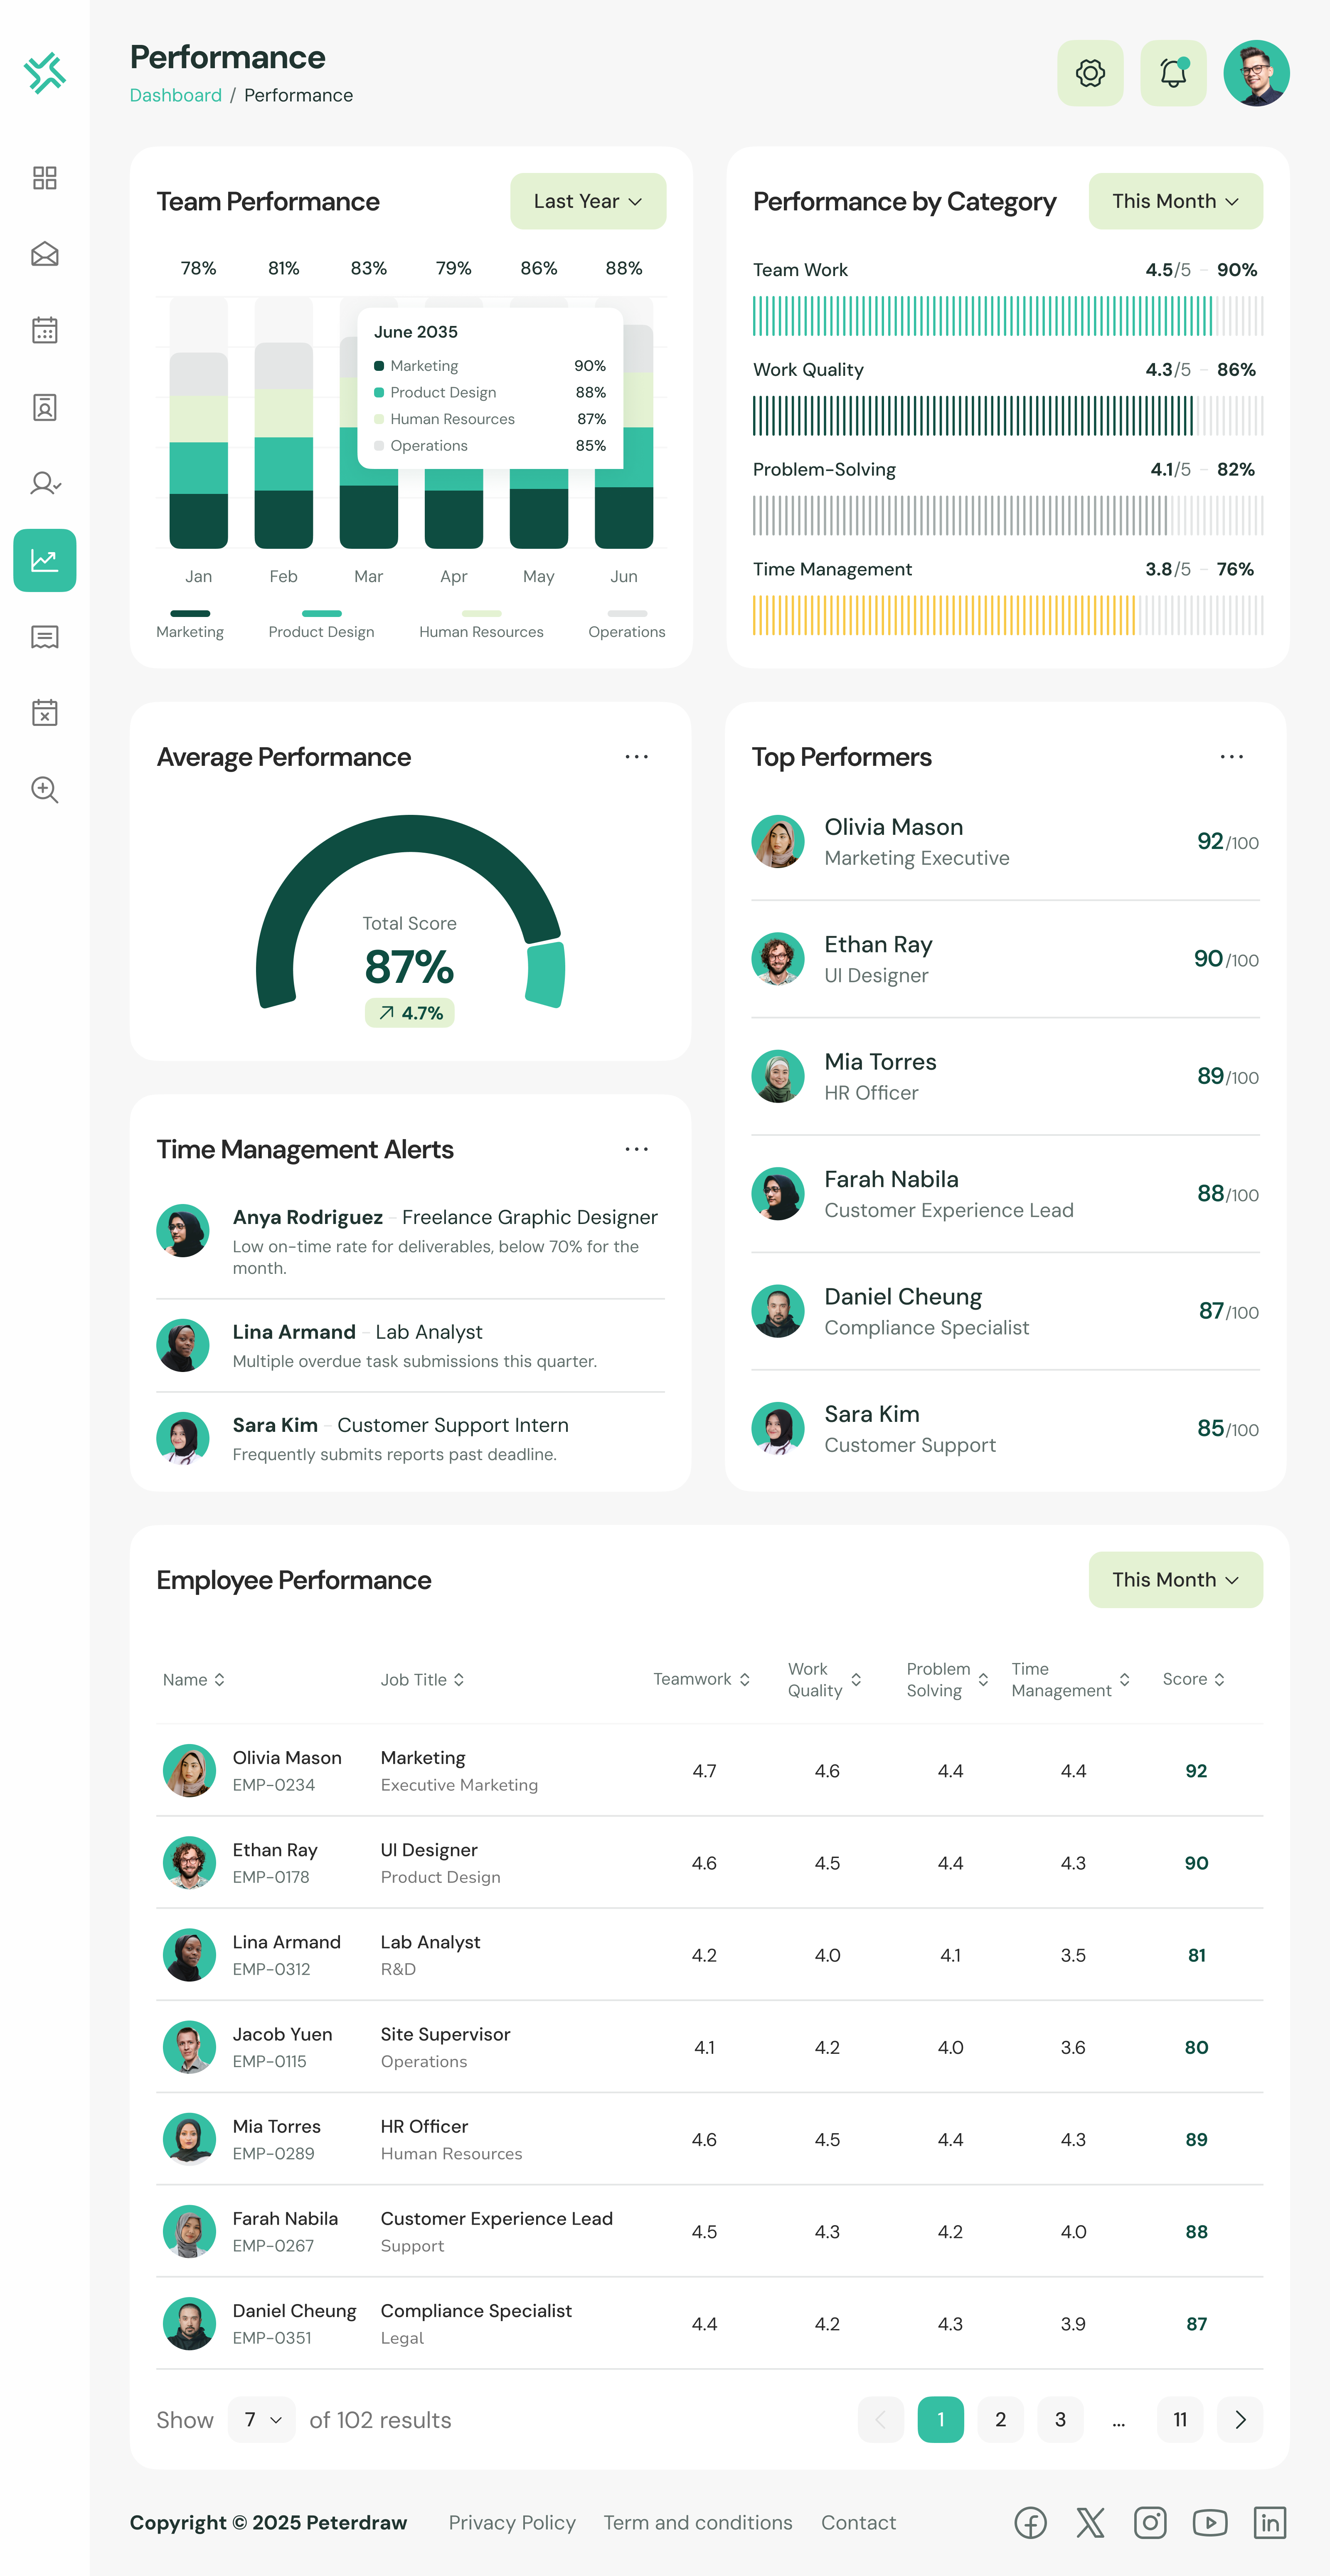 Performance
Dashboard / Performance
Team Performance
Last Year
78% 81% 83% 79% 86% 88%
June 2035
Marketing 90%
Product Design 88%
Human Resources 87%
Operations 85%
Jan Feb Mar Apr May Jun
Marketing Product Design Human Resources Operations
Performance by Category
This Month
Team Work 4.5/5 – 90%
Work Quality 4.3/5 – 86%
Problem-Solving 4.1/5 – 82%
Time Management 3.8/5 – 76%
Average Performance
Total Score
87%
4.7%
Top Performers
Olivia Mason
Marketing Executive
92/100
Ethan Ray
UI Designer
90/100
Mia Torres
HR Officer
89/100
Farah Nabila
Customer Experience Lead
88/100
Daniel Cheung
Compliance Specialist
87/100
Sara Kim
Customer Support
85/100
Time Management Alerts
Anya Rodriguez – Freelance Graphic Designer
Low on-time rate for deliverables, below 70% for the
month.
Lina Armand – Lab Analyst
Multiple overdue task submissions this quarter.
Sara Kim – Customer Support Intern
Frequently submits reports past deadline.
Employee Performance
This Month
Name Job Title Teamwork Work Quality Problem Solving Time Management Score
Olivia Mason Marketing 4.7 4.6 4.4 4.4 92
EMP-0234 Executive Marketing
Ethan Ray UI Designer 4.6 4.5 4.4 4.3 90
EMP-0178 Product Design
Lina Armand Lab Analyst 4.2 4.0 4.1 3.5 81
EMP-0312 R&D
Jacob Yuen Site Supervisor 4.1 4.2 4.0 3.6 80
EMP-0115 Operations
Mia Torres HR Officer 4.6 4.5 4.4 4.3 89
EMP-0289 Human Resources
Farah Nabila Customer Experience Lead 4.5 4.3 4.2 4.0 88
EMP-0267 Support
Daniel Cheung Compliance Specialist 4.4 4.2 4.3 3.9 87
EMP-0351 Legal
Show 7 of 102 results
1 2 3 ... 11
Copyright © 2025 Peterdraw Privacy Policy Term and conditions Contact